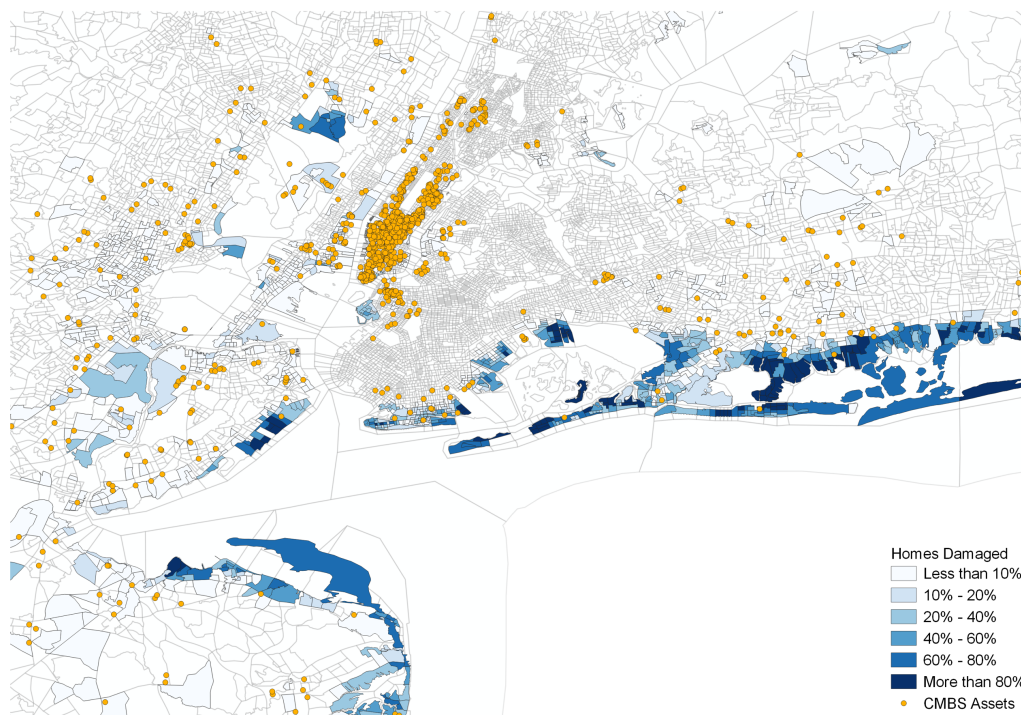 Homes Damaged
Less than 10%
10% - 20%
20% - 40%
40% - 60%
60% - 80%
More than 80%
CMBS Assets